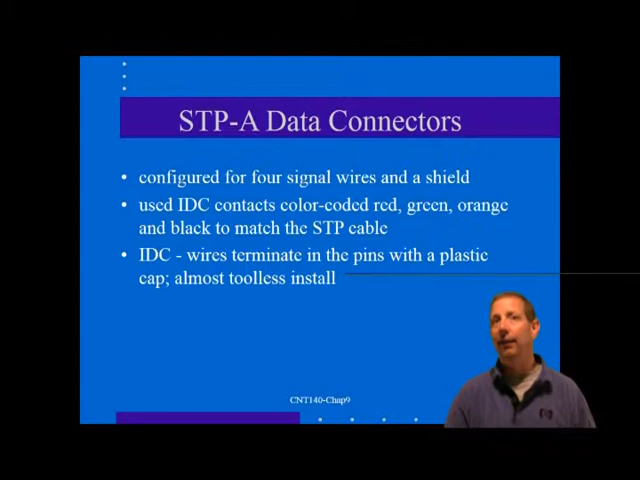 STP-A Data Connectors
• configured for four signal wires and a shield
• used IDC contacts color-coded red, green, orange
and black to match the STP cable
• IDC - wires terminate in the pins with a plastic
cap; almost toolless install
CNT140-Chap9